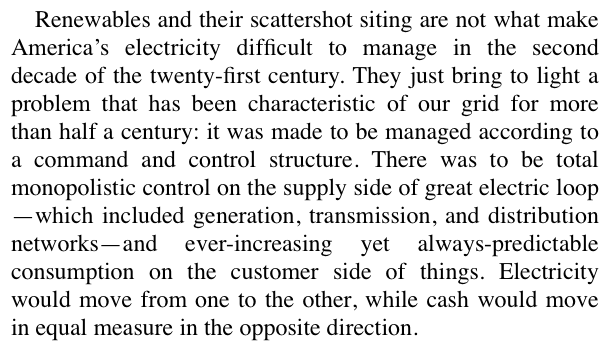 Renewables and their scattershot siting are not what make
America’s electricity difficult to manage in the second
decade of the twenty-first century. They just bring to light a
problem that has been characteristic of our grid for more
than half a century: it was made to be managed according to
a command and control structure. There was to be total
monopolistic control on the supply side of great electric loop
—which included generation, transmission, and distribution
networks—and ever-increasing yet always-predictable
consumption on the customer side of things. Electricity
would move from one to the other, while cash would move
in equal measure in the opposite direction.